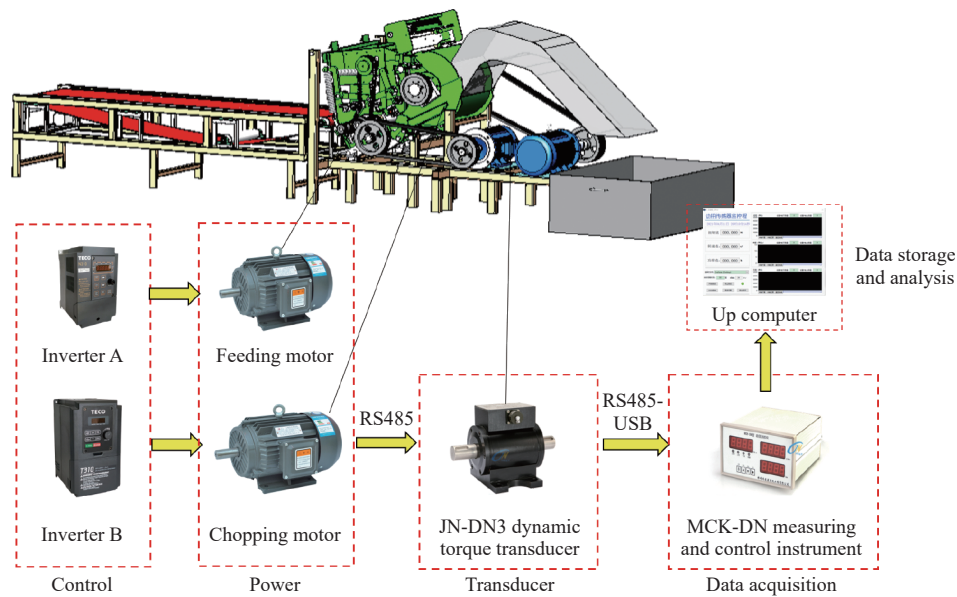 TECO
Inverter A
TECO
T310
Inverter B
Control
Feeding motor
Chopping motor
Power
RS485
JN-DN3 dynamic
torque transducer
Transducer
RS485-
USB
Up computer
Data storage
and analysis
MCK-DN measuring
and control instrument
Data acquisition